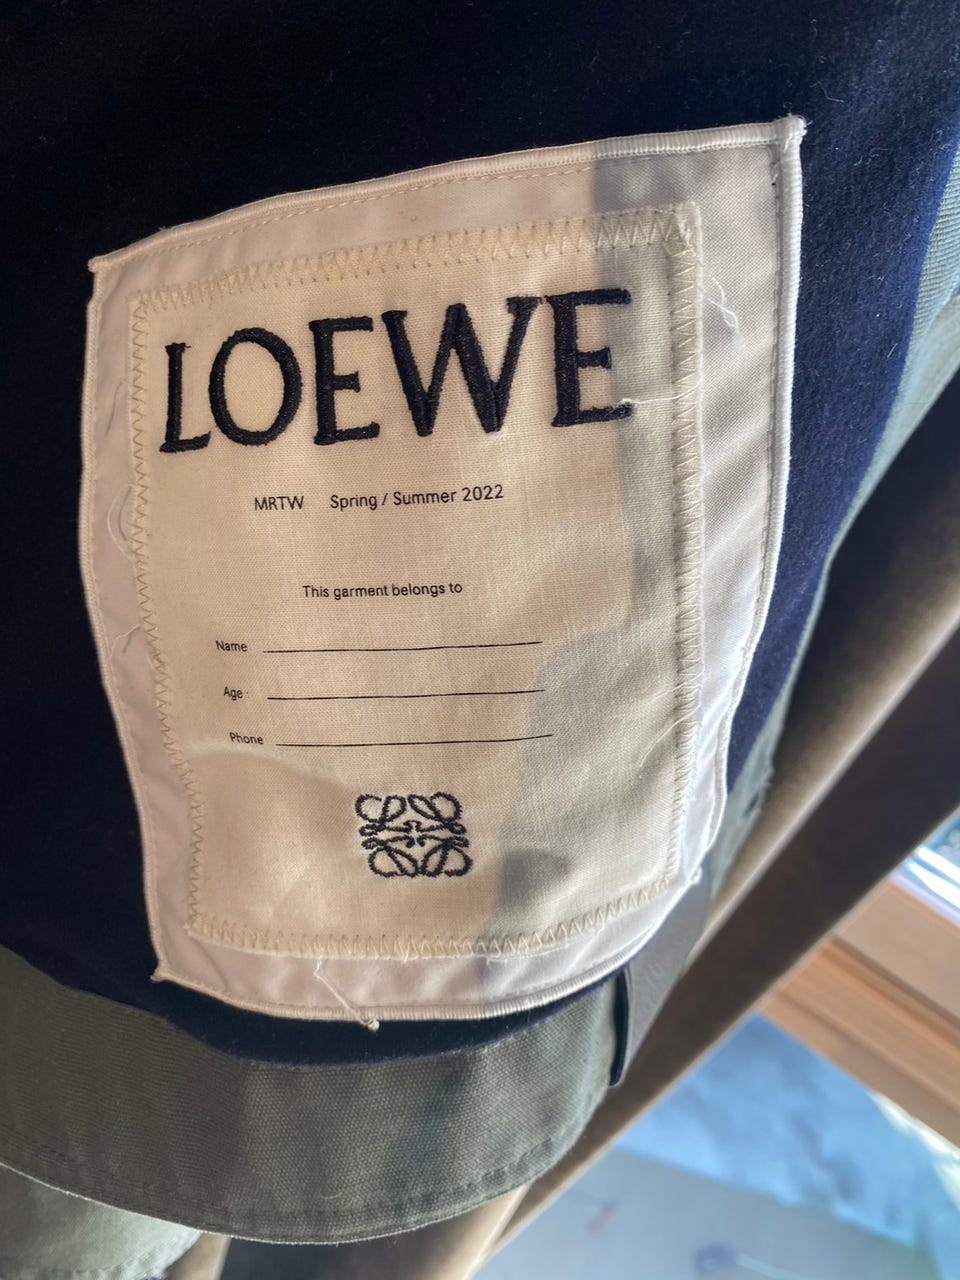 LOEWE
MRTW Spring / Summer 2022
This garment belongs to
Name
Age
Phone